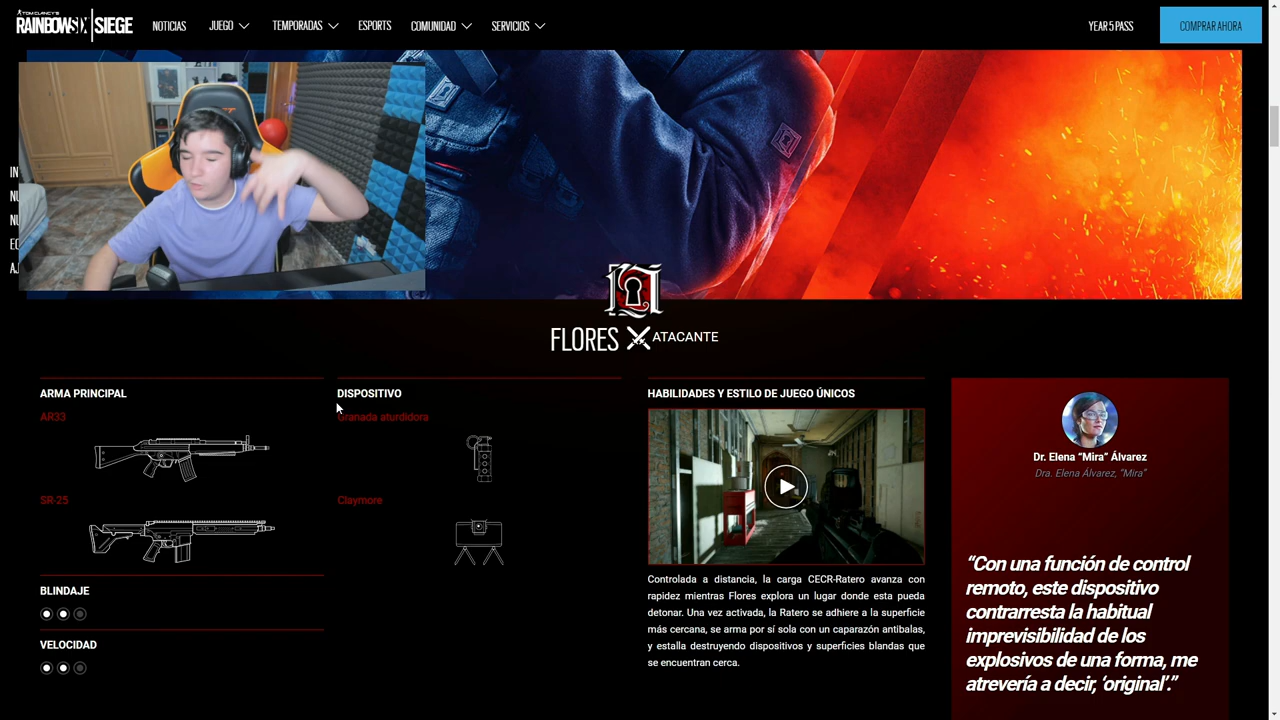 TOM CLANCY'S
RAINBOWSIX | SIEGE
NOTICIAS
JUEGO
TEMPORADAS
ESPORTS
COMUNIDAD
SERVICIOS
YEAR 5 PASS
COMPRAR AHORA
IN
NU
NU
FLORES
ATACANTE
ARMA PRINCIPAL
AR33
SR-25
BLINDAJE
VELOCIDAD
DISPOSITIVO
Granada aturdidora
Claymore
HABILIDADES Y ESTILO DE JUEGO ÚNICOS
Controlada a distancia, la carga CECR-Ratero avanza con
rapidez mientras Flores explora un lugar donde esta pueda
detonar. Una vez activada, la Ratero se adhiere a la superficie
más cercana, se arma por sí sola con un caparazón antibalas,
y estalla destruyendo dispositivos y superficies blandas que
se encuentran cerca.
Dr. Elena “Mira” Álvarez
Dra. Elena Álvarez, “Mira”
“Con una función de control
remoto, este dispositivo
contrarresta la habitual
imprevisibilidad de los
explosivos de una forma, me
atrevería a decir, ‘original’.”